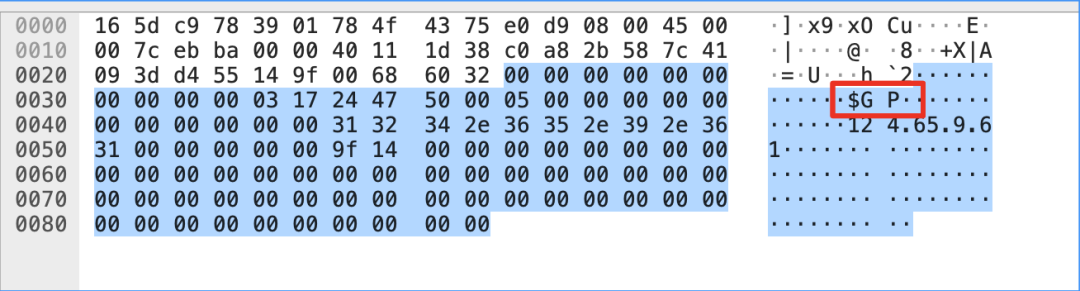 0000 16 5d c9 78 39 01 78 4f 43 75 e0 d9 08 00 45 00 ·]·x9·xO Cu····E·
0010 00 7c eb ba 00 00 40 11 1d 38 c0 a8 2b 58 7c 41 ·|····@· ·8··+X|A
0020 09 3d d4 55 14 9f 00 68 60 32 00 00 00 00 00 00 ·=·U···h `2······
0030 00 00 00 00 03 17 24 47 50 00 05 00 00 00 00 00 ······$G P·······
0040 00 00 00 00 00 00 31 32 34 2e 36 35 2e 39 2e 36 ······12 4.65.9.6
0050 31 00 00 00 00 00 9f 14 00 00 00 00 00 00 00 00 1······· ········
0060 00 00 00 00 00 00 00 00 00 00 00 00 00 00 00 00 ········ ········
0070 00 00 00 00 00 00 00 00 00 00 00 00 00 00 00 00 ········ ········
0080 00 00 00 00 00 00 00 00 00 00 ········ ··